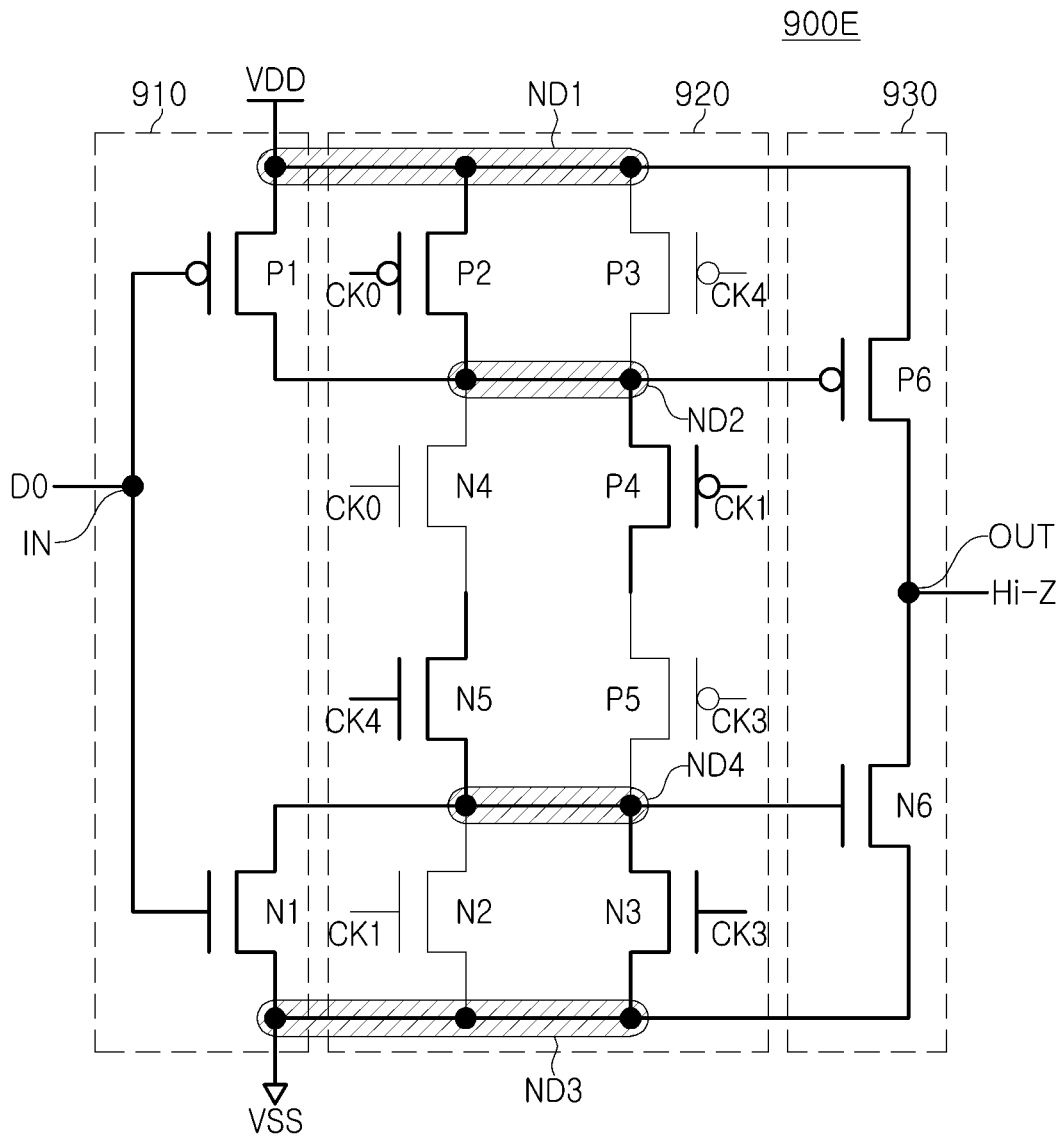 900E
VDD
910
ND1
920
930
P1
P2
P3
CK0
CK4
P6
ND2
D0
N4
P4
CK0
CK1
IN
OUT
Hi-Z
N5
P5
CK4
CK3
ND4
N6
N1
N2
N3
CK1
CK3
ND3
VSS